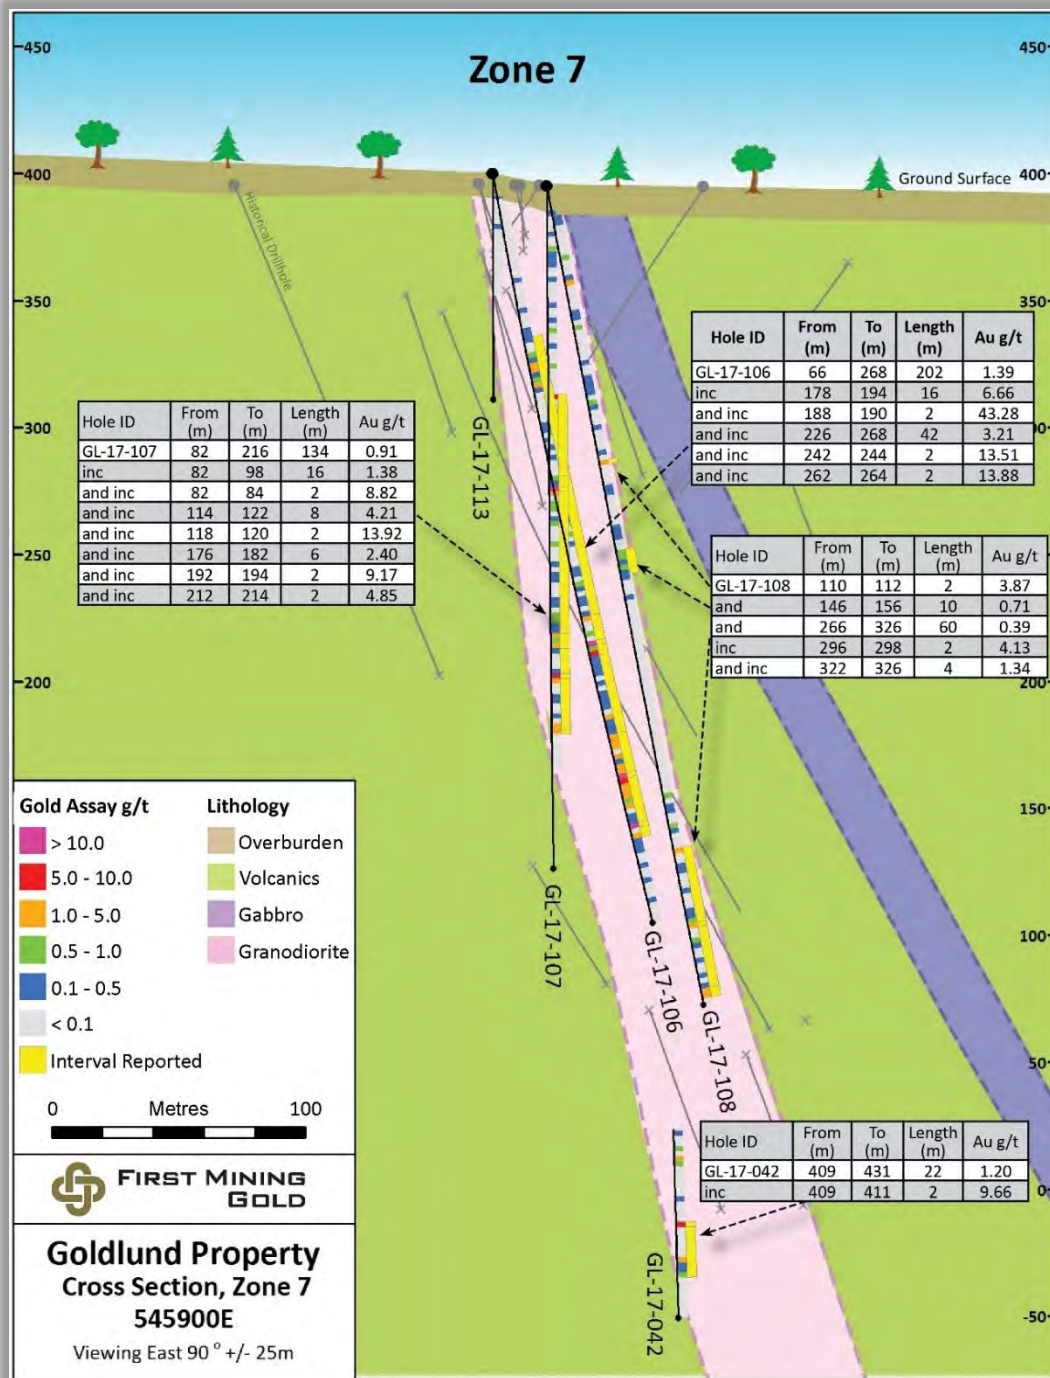 Zone 7
450
450
400
400
Ground Surface
Historical Drillhole
350
350
300
250
200
200
150
150
100
100
50
50
0
-50
-50
Hole ID From (m) To (m) Length (m) Au g/t
GL-17-106 66 268 202 1.39
inc 178 194 16 6.66
and inc 188 190 2 43.28
and inc 226 268 42 3.21
and inc 242 244 2 13.51
and inc 262 264 2 13.88
Hole ID From (m) To (m) Length (m) Au g/t
GL-17-107 82 216 134 0.91
inc 82 98 16 1.38
and inc 82 84 2 8.82
and inc 114 122 8 4.21
and inc 118 120 2 13.92
and inc 176 182 6 2.40
and inc 192 194 2 9.17
and inc 212 214 2 4.85
Hole ID From (m) To (m) Length (m) Au g/t
GL-17-108 110 112 2 3.87
and 146 156 10 0.71
and 266 326 60 0.39
inc 296 298 2 4.13
and inc 322 326 4 1.34
GL-17-113
GL-17-107
GL-17-106
GL-17-108
GL-17-042
Hole ID From (m) To (m) Length (m) Au g/t
GL-17-042 409 431 22 1.20
inc 409 411 2 9.66
Gold Assay g/t
> 10.0
5.0 - 10.0
1.0 - 5.0
0.5 - 1.0
0.1 - 0.5
< 0.1
Interval Reported
Lithology
Overburden
Volcanics
Gabbro
Granodiorite
0 Metres 100
FIRST MINING
GOLD
Goldlund Property
Cross Section, Zone 7
545900E
Viewing East 90 ° +/- 25m